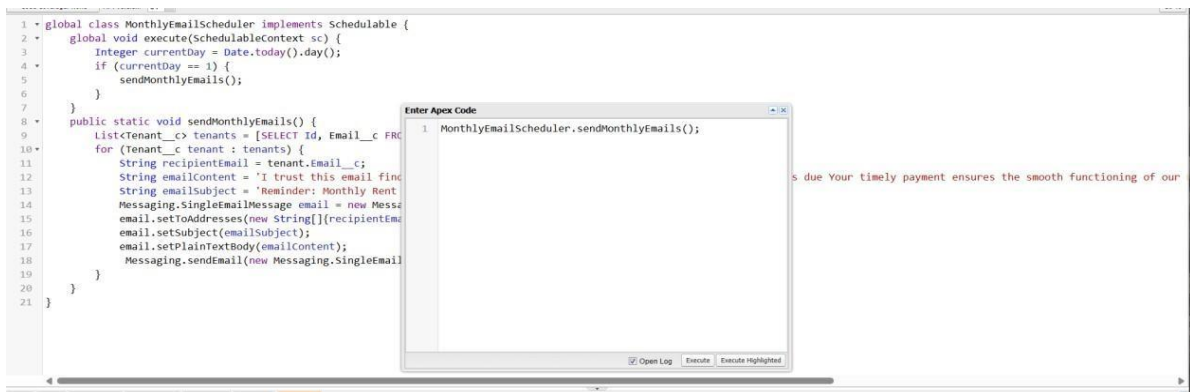 1 global class MonthlyEmailScheduler implements Schedulable {
2 global void execute(SchedulableContext sc) {
3 Integer currentDay = Date.today().day();
4 if (currentDay == 1) {
5 sendMonthlyEmails();
6 }
7 }
8 public static void sendMonthlyEmails() {
9 List<Tenant__c> tenants = [SELECT Id, Email__c FRO
10 for (Tenant__c tenant : tenants) {
11 String recipientEmail = tenant.Email__c;
12 String emailContent = 'I trust this email find s due Your timely payment ensures the smooth functioning of our
13 String emailSubject = 'Reminder: Monthly Rent
14 Messaging.SingleEmailMessage email = new Messa
15 email.setToAddresses(new String[]{recipientEma
16 email.setSubject(emailSubject);
17 email.setPlainTextBody(emailContent);
18 Messaging.sendEmail(new Messaging.SingleEmail
19 }
20 }
21 }
Enter Apex Code
1 MonthlyEmailScheduler.sendMonthlyEmails();
Open Log Execute Execute Highlighted